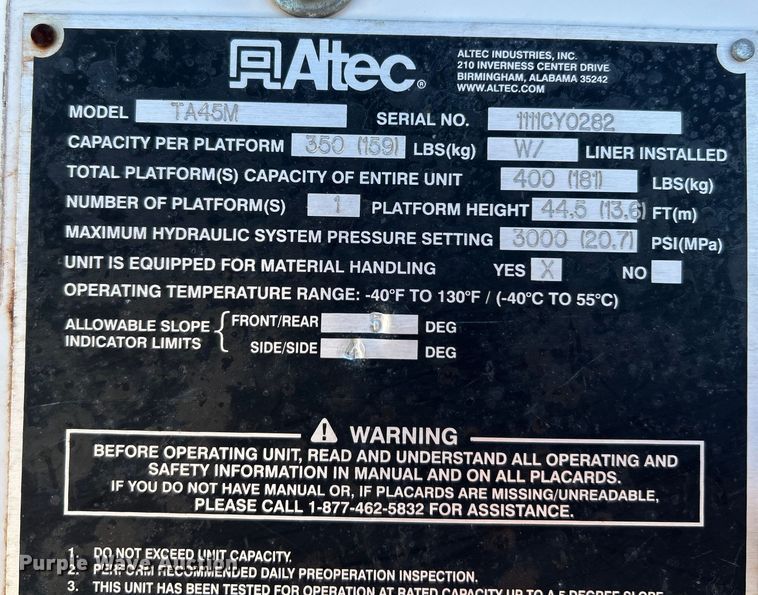 Altec®
ALTEC INDUSTRIES, INC.
210 INVERNESS CENTER DRIVE
BIRMINGHAM, ALABAMA 35242
WWW.ALTEC.COM
MODEL TA45M SERIAL NO. 1111CY0282
CAPACITY PER PLATFORM 350 (159) LBS(kg) W/ LINER INSTALLED
TOTAL PLATFORM(S) CAPACITY OF ENTIRE UNIT 400 (181) LBS(kg)
NUMBER OF PLATFORM(S) 1 PLATFORM HEIGHT 44.5 (13.6) FT(m)
MAXIMUM HYDRAULIC SYSTEM PRESSURE SETTING 3000 (20.7) PSI(MPa)
UNIT IS EQUIPPED FOR MATERIAL HANDLING YES X NO
OPERATING TEMPERATURE RANGE: -40°F TO 130°F / (-40°C TO 55°C)
ALLOWABLE SLOPE INDICATOR LIMITS
FRONT/REAR 5 DEG
SIDE/SIDE 4 DEG
WARNING
BEFORE OPERATING UNIT, READ AND UNDERSTAND ALL OPERATING AND
SAFETY INFORMATION IN MANUAL AND ON ALL PLACARDS.
IF YOU DO NOT HAVE MANUAL OR, IF PLACARDS ARE MISSING/UNREADABLE,
PLEASE CALL 1-877-462-5832 FOR ASSISTANCE.
1. DO NOT EXCEED UNIT CAPACITY.
2. PERFORM RECOMMENDED DAILY PREOPERATION INSPECTION.
3. THIS UNIT HAS BEEN TESTED FOR OPERATION AT RATED CAPACITY UP TO A 5 DEGREE SLOPE
Purple Wave Auction